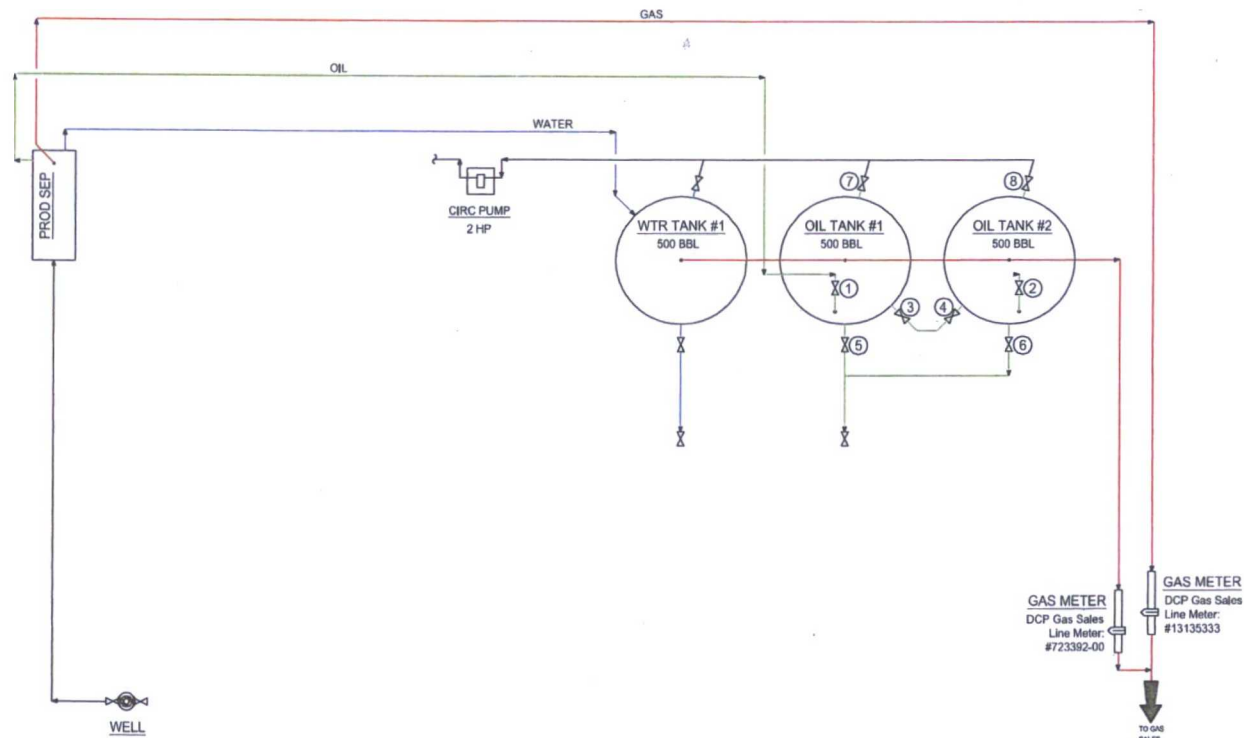 GAS
OIL
WATER
PROD SEP
CIRC PUMP
2 HP
WTR TANK #1
500 BBL
OIL TANK #1
500 BBL
OIL TANK #2
500 BBL
7
8
1
2
3
4
5
6
GAS METER
DCP Gas Sales
Line Meter:
#723392-00
GAS METER
DCP Gas Sales
Line Meter:
#13135333
WELL
TO GAS